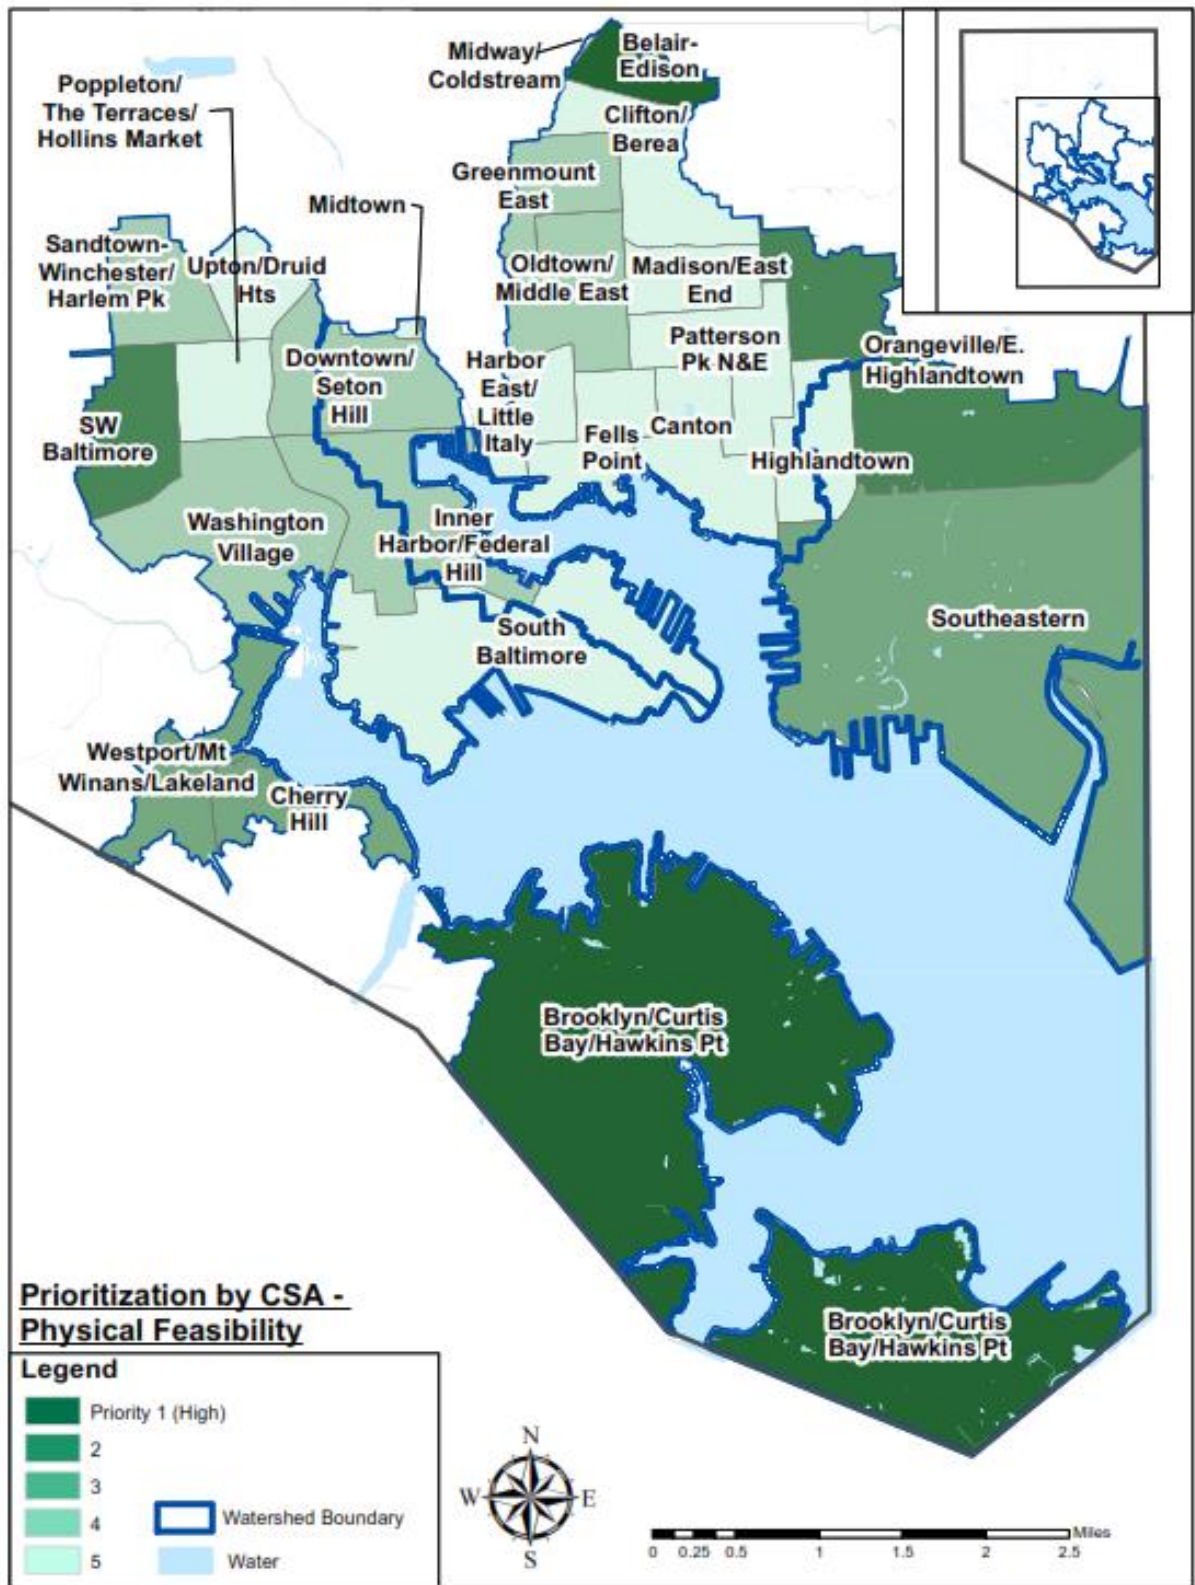 Midway/
Coldstream
Belair-
Edison
Poppleton/
The Terraces/
Hollins Market
Clifton/
Berea
Greenmount
East
Midtown
Sandtown-
Winchester/
Harlem Pk
Upton/Druid
Hts
Oldtown/
Middle East
Madison/East
End
Patterson
Pk N&E
Orangeville/E.
Highlandtown
Downtown/
Seton
Hill
Harbor
East/
Little
Italy
SW
Baltimore
Fells
Point
Canton
Highlandtown
Washington
Village
Inner
Harbor/Federal
Hill
Southeastern
South
Baltimore
Westport/Mt
Winans/Lakeland
Cherry
Hill
Brooklyn/Curtis
Bay/Hawkins Pt
Brooklyn/Curtis
Bay/Hawkins Pt
Prioritization by CSA -
Physical Feasibility
Legend
Priority 1 (High)
2
3
4
5
Watershed Boundary
Water
N
W E
S
Miles
0 0.25 0.5 1 1.5 2 2.5